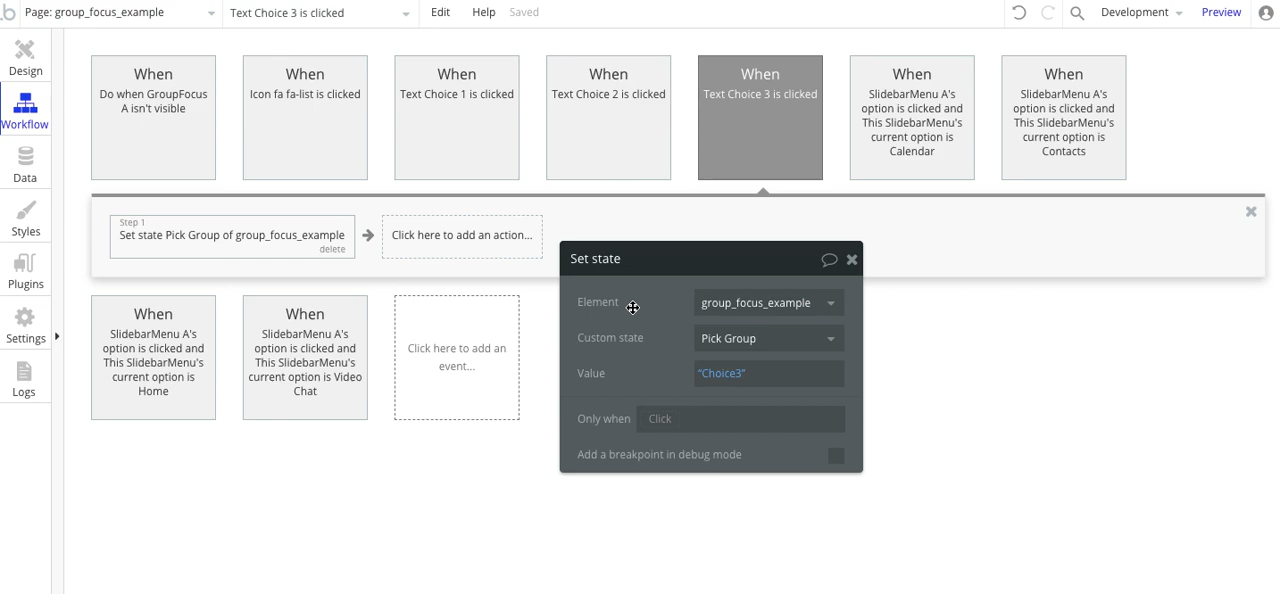 b Page: group_focus_example Text Choice 3 is clicked Edit Help Saved Development Preview
Design
Workflow
Data
Styles
Plugins
Settings
Logs
When
Do when GroupFocus
A isn't visible
When
Icon fa fa-list is clicked
When
Text Choice 1 is clicked
When
Text Choice 2 is clicked
When
Text Choice 3 is clicked
When
SlidebarMenu A's
option is clicked and
This SlidebarMenu's
current option is
Calendar
When
SlidebarMenu A's
option is clicked and
This SlidebarMenu's
current option is
Contacts
Step 1
Set state Pick Group of group_focus_example
delete
Click here to add an action...
Set state
Element group_focus_example
Custom state Pick Group
Value "Choice3"
Only when Click
Add a breakpoint in debug mode
When
SlidebarMenu A's
option is clicked and
This SlidebarMenu's
current option is
Home
When
SlidebarMenu A's
option is clicked and
This SlidebarMenu's
current option is Video
Chat
Click here to add an
event...